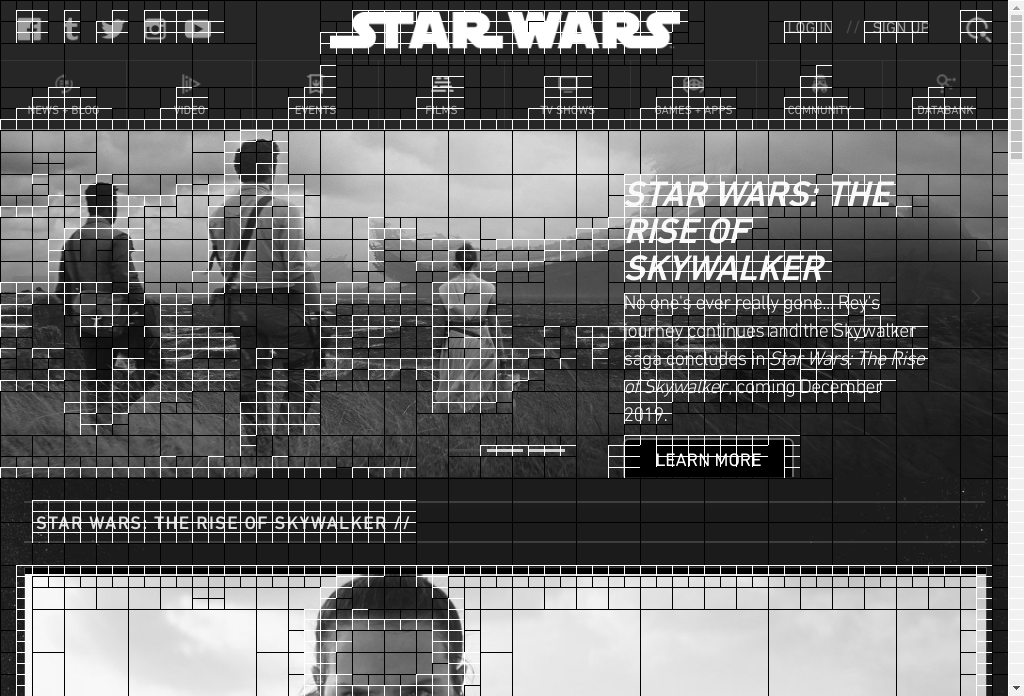 STAR WARS
LOG IN // SIGN UP
NEWS + BLOG VIDEO EVENTS FILMS TV SHOWS GAMES + APPS COMMUNITY DATABANK
STAR WARS: THE
RISE OF
SKYWALKER
No one's ever really gone... Rey's
journey continues and the Skywalker
saga concludes in Star Wars: The Rise
of Skywalker, coming December
2019.
LEARN MORE
STAR WARS: THE RISE OF SKYWALKER //